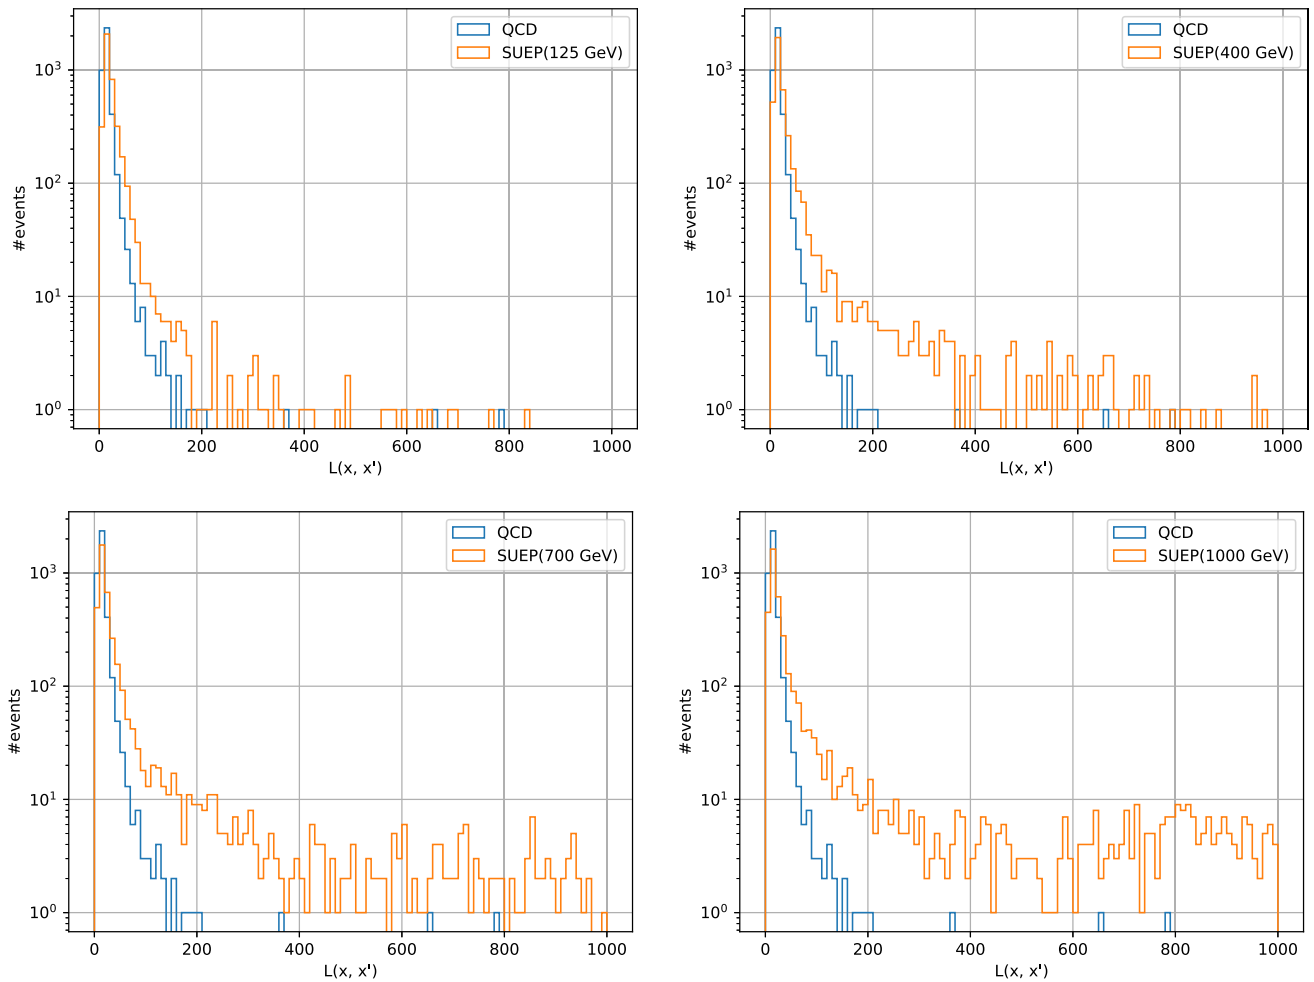 QCD
SUEP(125 GeV)
#events
10³
10²
10¹
10⁰
0 200 400 600 800 1000
L(x, x')
QCD
SUEP(400 GeV)
#events
10³
10²
10¹
10⁰
0 200 400 600 800 1000
L(x, x')
QCD
SUEP(700 GeV)
#events
10³
10²
10¹
10⁰
0 200 400 600 800 1000
L(x, x')
QCD
SUEP(1000 GeV)
#events
10³
10²
10¹
10⁰
0 200 400 600 800 1000
L(x, x')